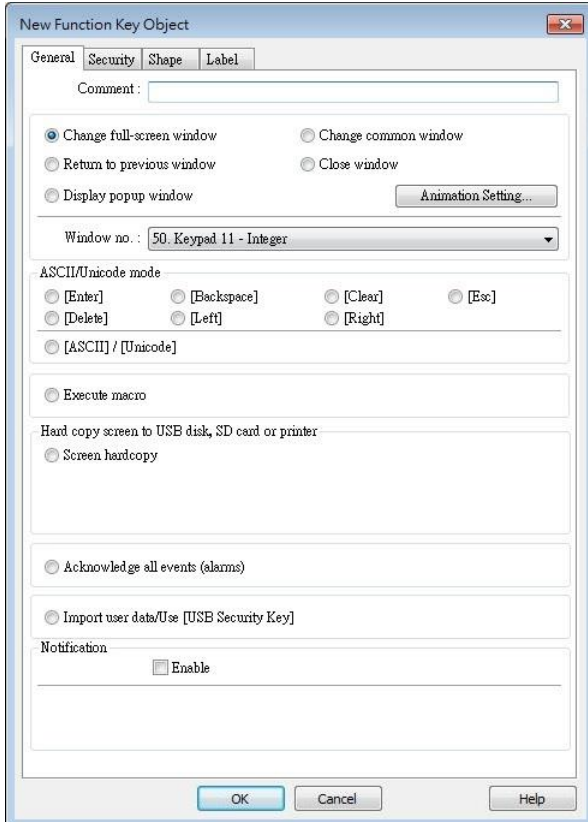 New Function Key Object
General Security Shape Label
Comment :
Change full-screen window Change common window
Return to previous window Close window
Display popup window Animation Setting...
Window no. : 50. Keypad 11 - Integer
ASCII/Unicode mode
[Enter] [Backspace] [Clear] [Esc]
[Delete] [Left] [Right]
[ASCII] / [Unicode]
Execute macro
Hard copy screen to USB disk, SD card or printer
Screen hardcopy
Acknowledge all events (alarms)
Import user data/Use [USB Security Key]
Notification
Enable
OK Cancel Help